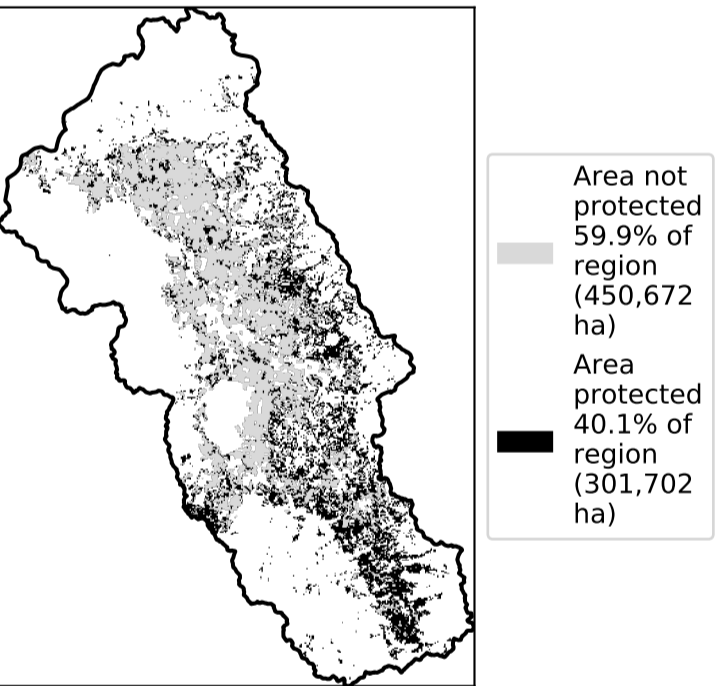 Area not
protected
59.9% of
region
(450,672
ha)
Area
protected
40.1% of
region
(301,702
ha)